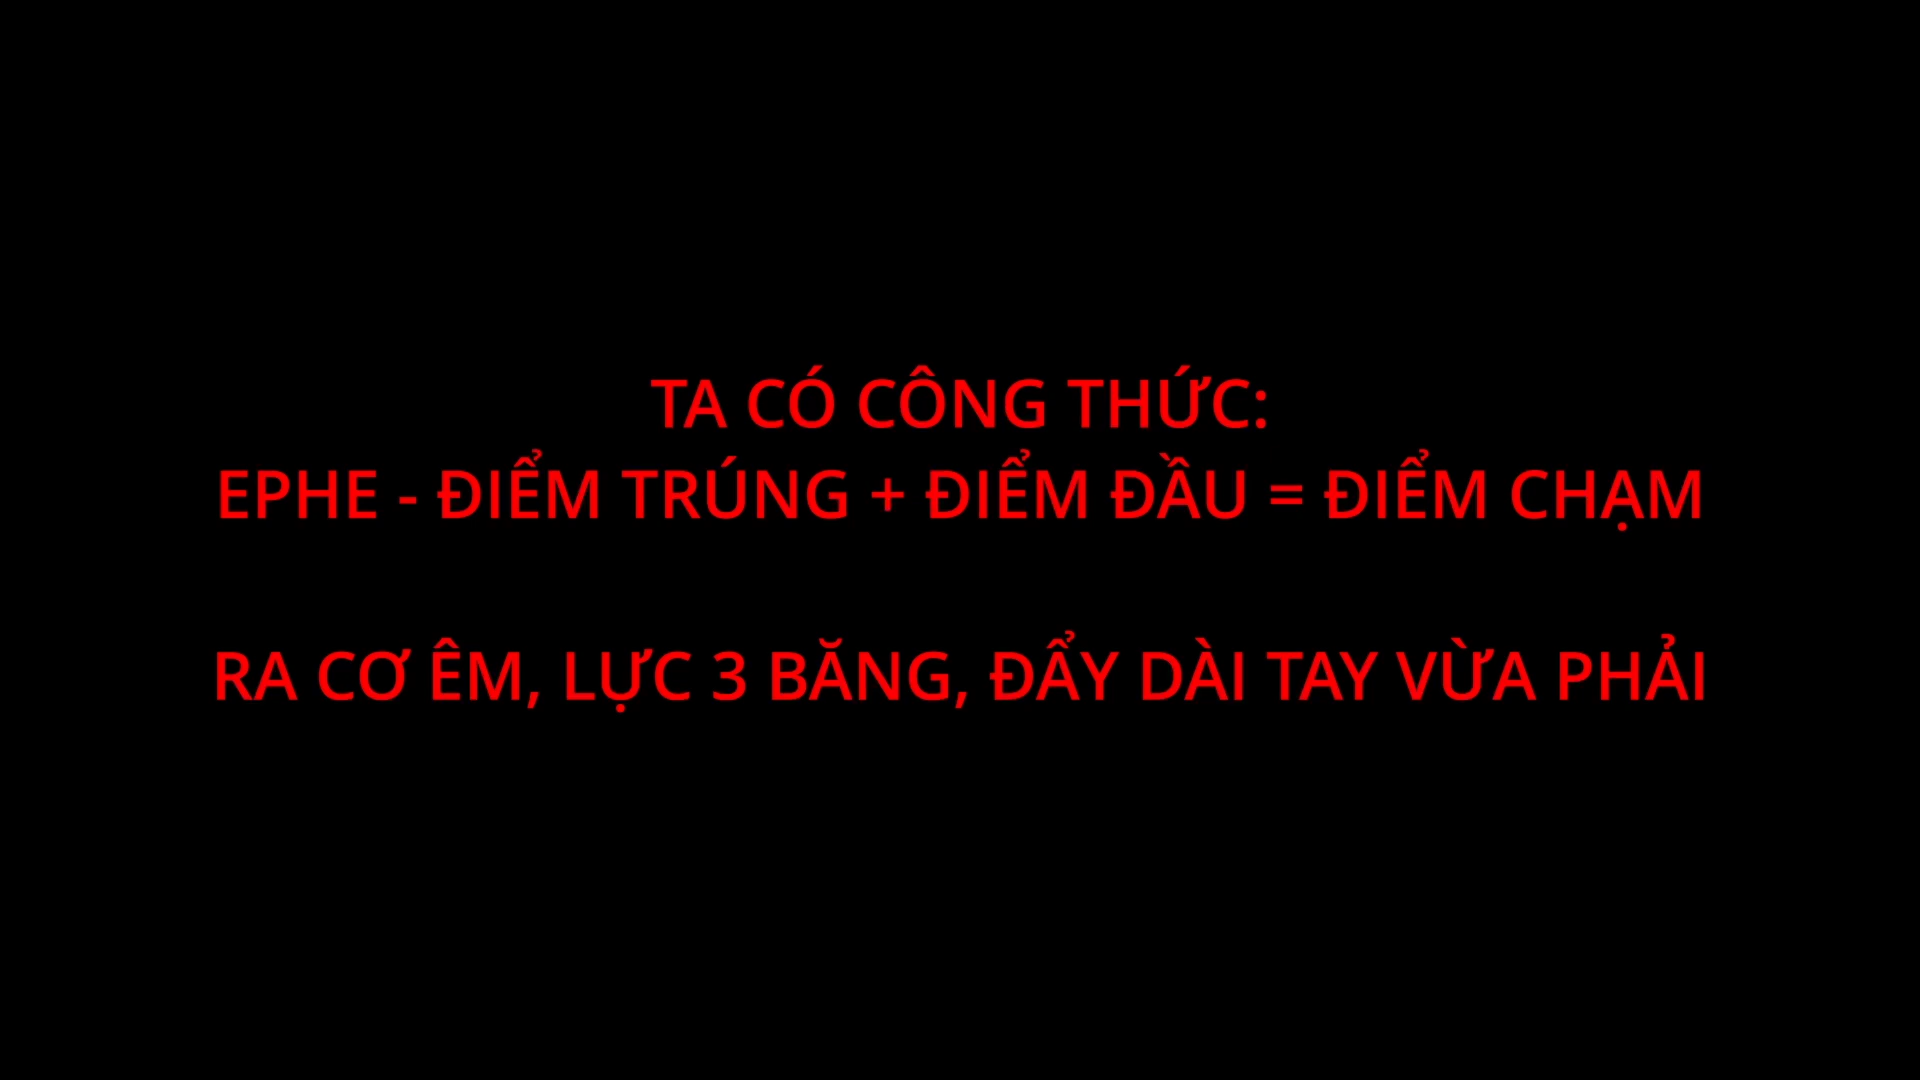 TA CÓ CÔNG THỨC:
EPHE - ĐIỂM TRÚNG + ĐIỂM ĐẦU = ĐIỂM CHẠM
RA CƠ ÊM, LỰC 3 BĂNG, ĐẨY DÀI TAY VỪA PHẢI